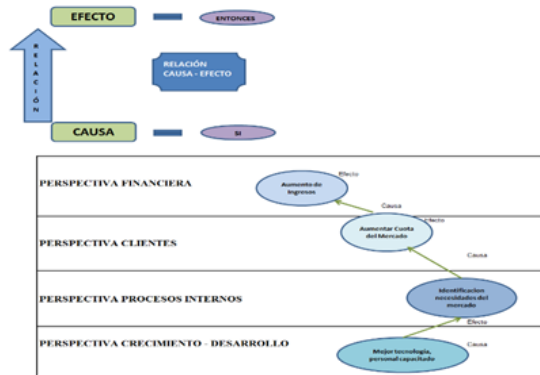 EFECTO
ENTONCES
RELACIÓN
RELACIÓN
CAUSA - EFECTO
CAUSA
SI
PERSPECTIVA FINANCIERA
Aumento de
Ingresos
Efecto
Causa
Efecto
PERSPECTIVA CLIENTES
Aumentar Cuota
del Mercado
Causa
PERSPECTIVA PROCESOS INTERNOS
Identificacion
necesidades del
mercado
Efecto
PERSPECTIVA CRECIMIENTO - DESARROLLO
Mejor tecnología,
personal capacitado
Causa